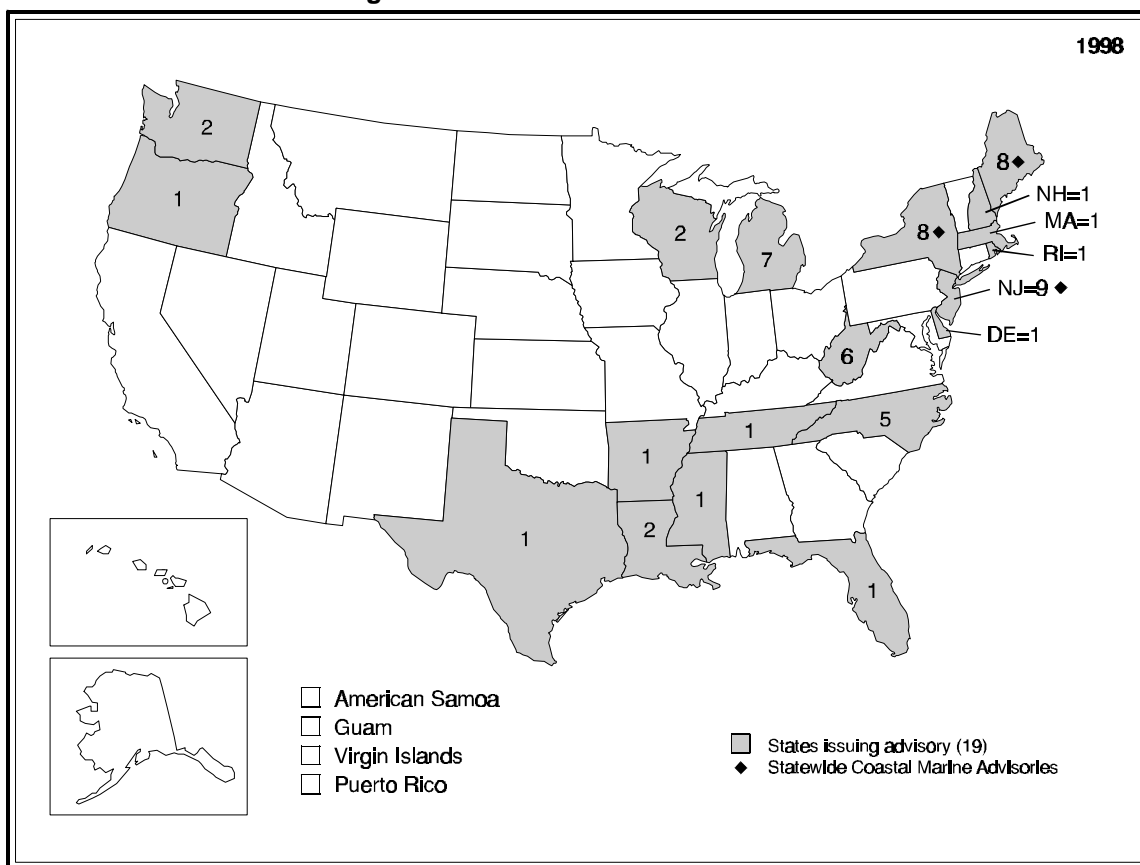 1998
2
1
2
7
8◆
8◆
NH=1
MA=1
RI=1
NJ=9 ◆
DE=1
6
5
1
1
1
2
1
1
American Samoa
Guam
Virgin Islands
Puerto Rico
States issuing advisory (19)
◆ Statewide Coastal Marine Advisories